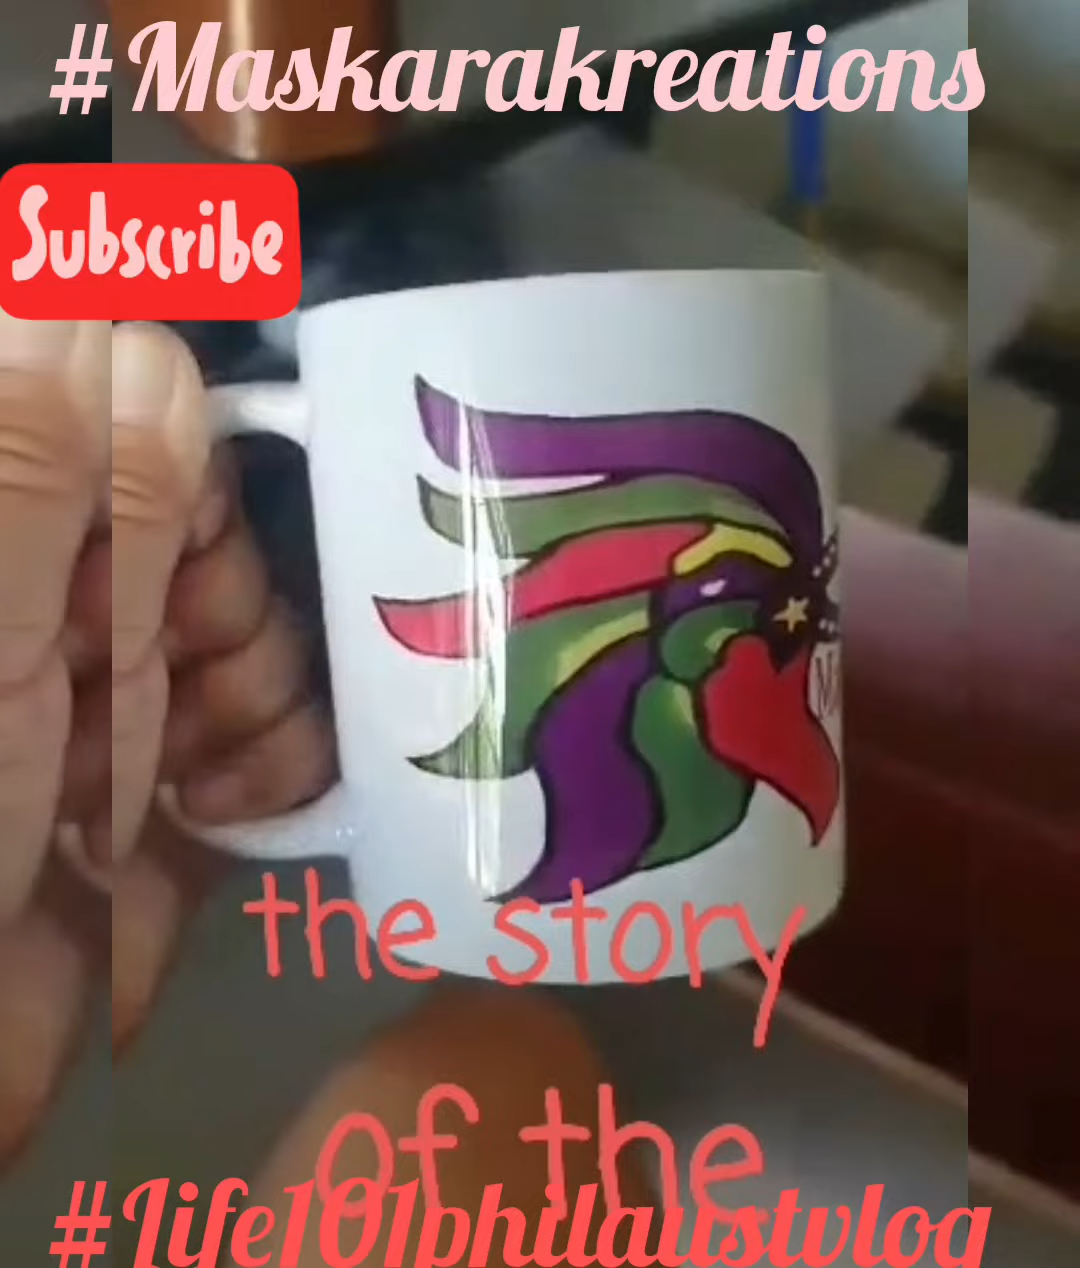 #Maskarakreations
Subscribe
the story
of the
#Life101philaustvlog